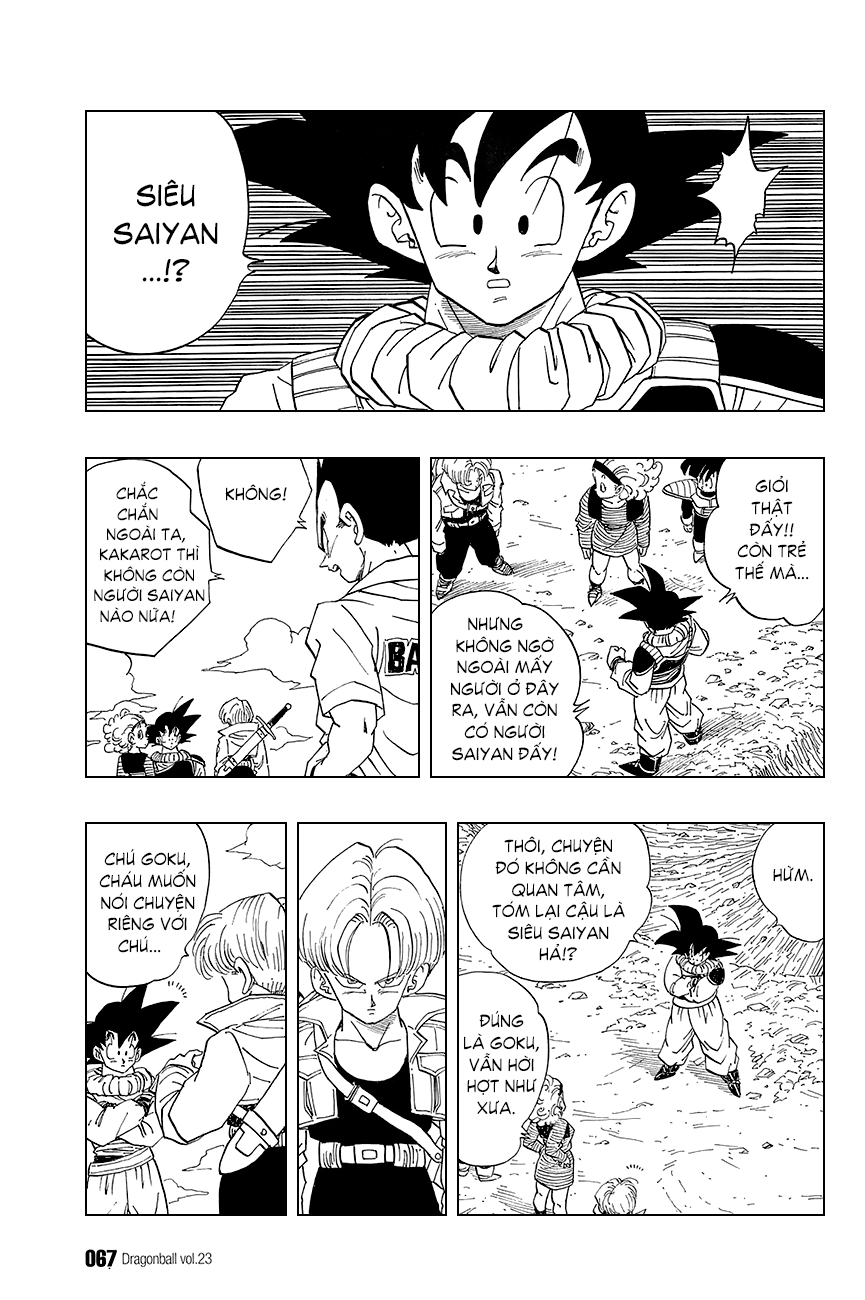 SIÊU
SAIYAN
...!?
GIỎI
THẬT
ĐẤY!!
CÒN TRẺ
THẾ MÀ...
NHƯNG
KHÔNG NGỜ
NGOÀI MẤY
NGƯỜI Ở ĐÂY
RA, VẪN CÒN
CÓ NGƯỜI
SAIYAN ĐẤY!
KHÔNG!
CHẮC
CHẮN
NGOÀI TA,
KAKAROT THÌ
KHÔNG CÒN
NGƯỜI SAIYAN
NÀO NỮA!
BA
HỪM.
THÔI, CHUYỆN
ĐÓ KHÔNG CẦN
QUAN TÂM,
TÓM LẠI CẬU LÀ
SIÊU SAIYAN
HẢ!?
ĐÚNG
LÀ GOKU,
VẪN HỜI
HỢT NHƯ
XƯA.
CHÚ GOKU,
CHÁU MUỐN
NÓI CHUYỆN
RIÊNG VỚI
CHÚ...
067 Dragonball vol.23